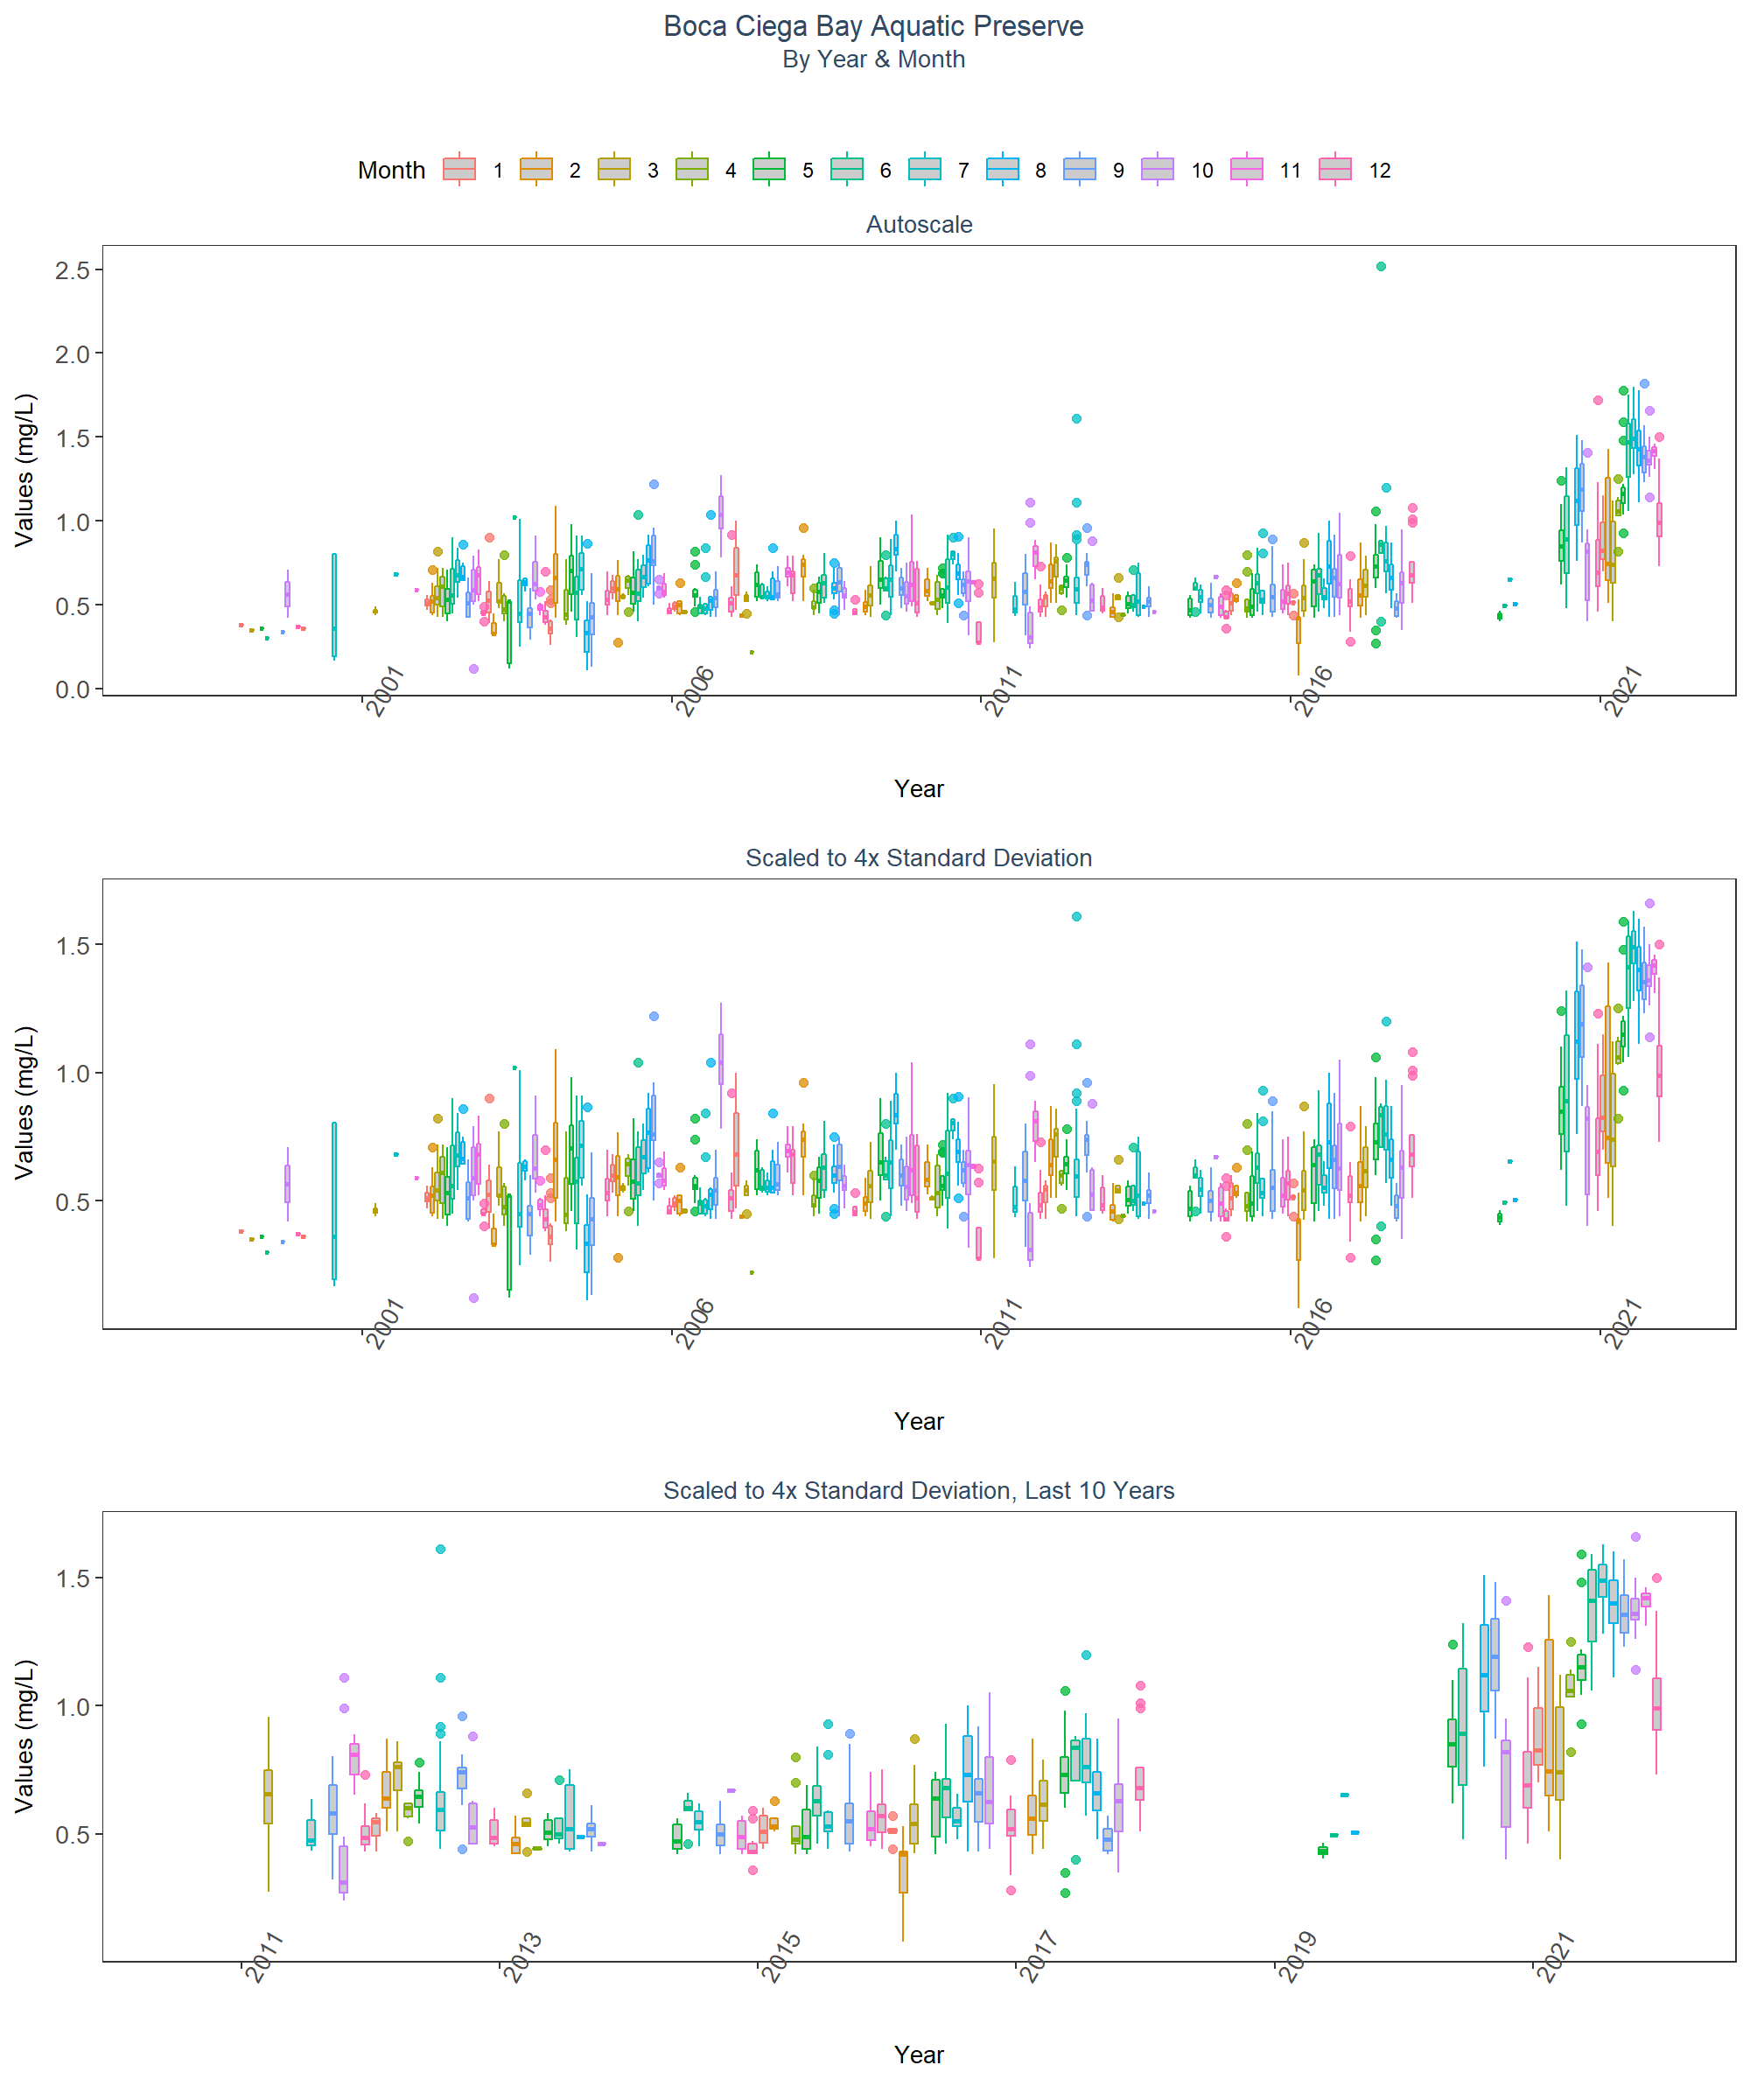 Boca Ciega Bay Aquatic Preserve
By Year & Month
Month 1 2 3 4 5 6 7 8 9 10 11 12
Autoscale
Values (mg/L)
2.5
2.0
1.5
1.0
0.5
0.0
2001 2006 2011 2016 2021
Year
Scaled to 4x Standard Deviation
Values (mg/L)
1.5
1.0
0.5
2001 2006 2011 2016 2021
Year
Scaled to 4x Standard Deviation, Last 10 Years
Values (mg/L)
1.5
1.0
0.5
2011 2013 2015 2017 2019 2021
Year